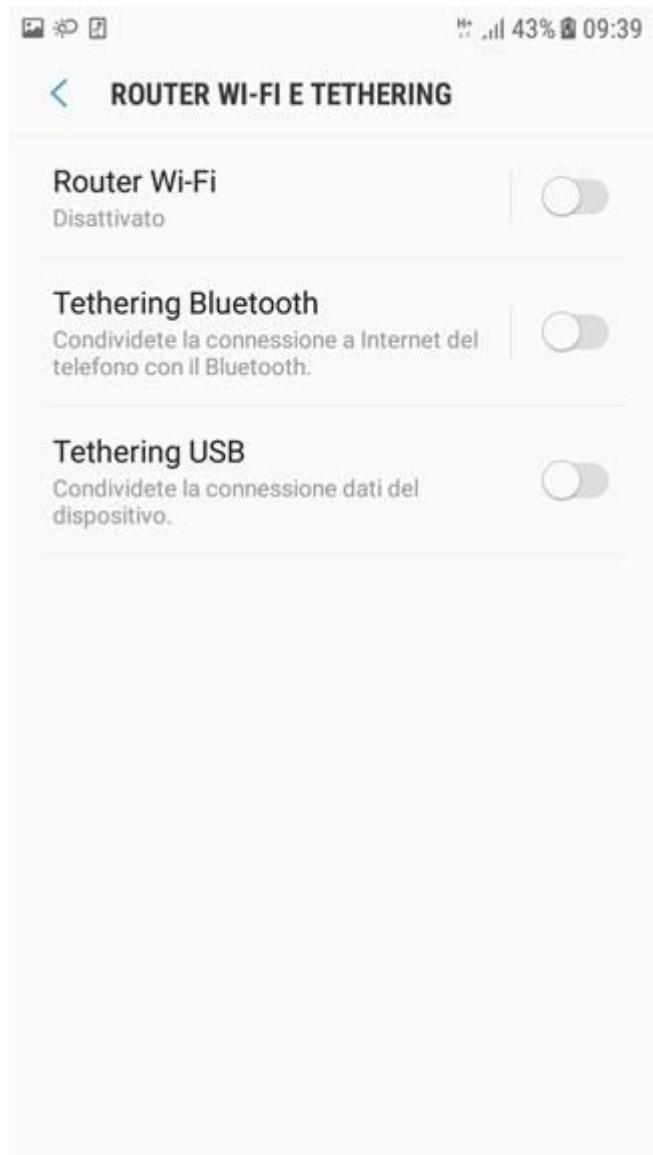 H+ 43% 09:39
ROUTER WI-FI E TETHERING
Router Wi-Fi
Disattivato
Tethering Bluetooth
Condividete la connessione a Internet del
telefono con il Bluetooth.
Tethering USB
Condividete la connessione dati del
dispositivo.